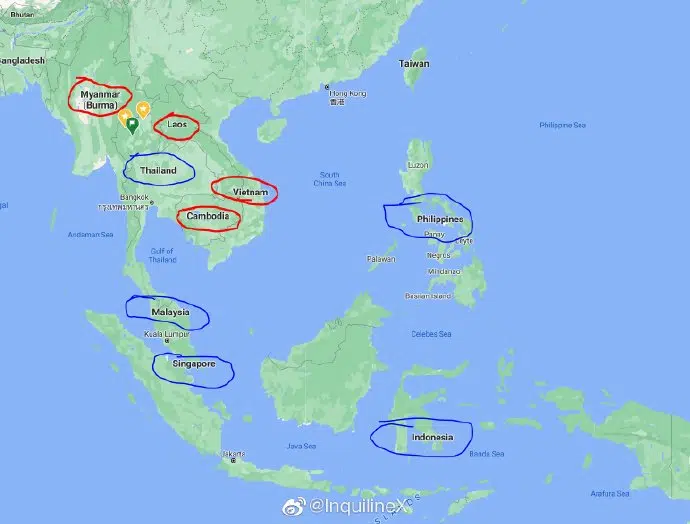 Bhutan
Bangladesh
Taiwan
Myanmar
(Burma)
Hong Kong
香港
Laos
Philippine Sea
Thailand
Luzon
South
China Sea
Vietnam
Bangkok
กรุงเทพมหานคร
Cambodia
Philippines
Panay
Leyte
Andaman Sea
Gulf of
Thailand
Negros
Palawan
Mindanao
Basilan Island
Malaysia
Kuala Lumpur
Celebes Sea
Singapore
Indonesia
Java Sea
Banda Sea
Jakarta
Arafura Sea
@InquilineX